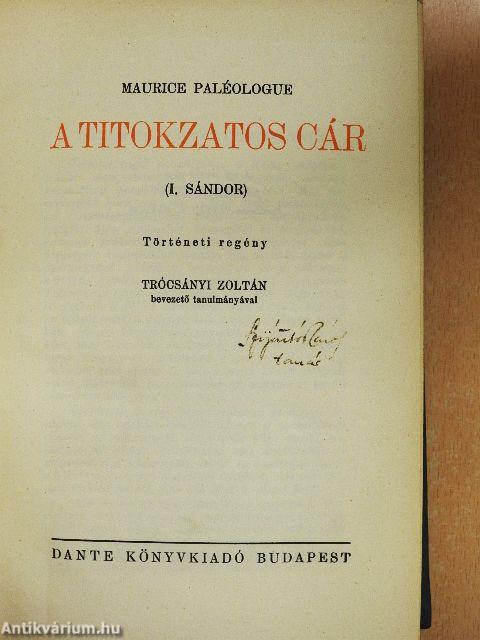 MAURICE PALÉOLOGUE
A TITOKZATOS CÁR
(I. SÁNDOR)
Történeti regény
TRÓCSÁNYI ZOLTÁN
bevezető tanulmányával
DANTE KÖNYVKIADÓ BUDAPEST
Antikvárium.hu